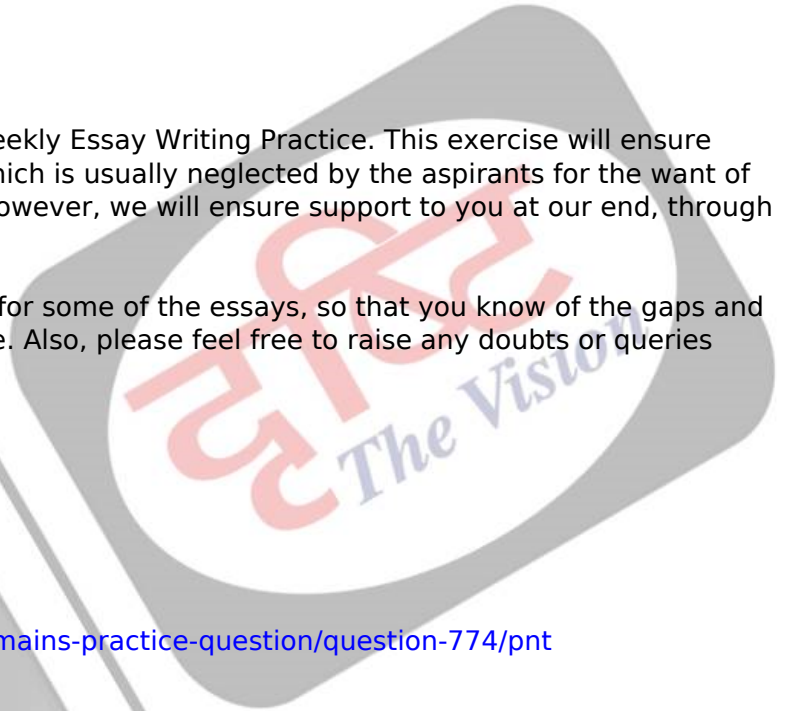 eekly Essay Writing Practice. This exercise will ensure
hich is usually neglected by the aspirants for the want of
owever, we will ensure support to you at our end, through
for some of the essays, so that you know of the gaps and
e. Also, please feel free to raise any doubts or queries
दृष्टि
The Vision
mains-practice-question/question-774/pnt